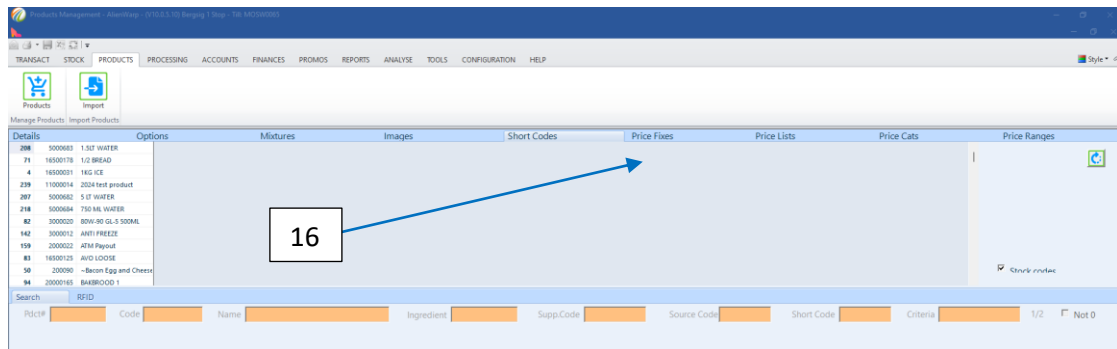 Products Management - AlienWarp - (V10.0.5.10) Bergsig 1 Stop - Till: MOSW0065
TRANSACT STOCK PRODUCTS PROCESSING ACCOUNTS FINANCES PROMOS REPORTS ANALYSE TOOLS CONFIGURATION HELP Style
Products Import
Manage Products Import Products
Details Options Mixtures Images Short Codes Price Fixes Price Lists Price Cats Price Ranges
208 5000683 1.5LT WATER
71 16500178 1/2 BREAD
4 16500031 1KG ICE
239 11000014 2024 test product
207 5000682 5 LT WATER
218 5000684 750 ML WATER
82 3000020 80W-90 GL-5 500ML
142 3000012 ANTI FREEZE
159 2000022 ATM Payout
83 16500125 AVO LOOSE
50 200090 ~Bacon Egg and Cheese
94 20000165 BAKBROOD 1
16
Stock codes
Search RFID
Pdct# Code Name Ingredient Supp.Code Source Code Short Code Criteria 1/2 Not 0